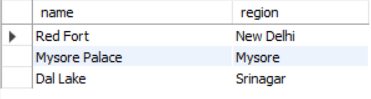 name region
Red Fort New Delhi
Mysore Palace Mysore
Dal Lake Srinagar